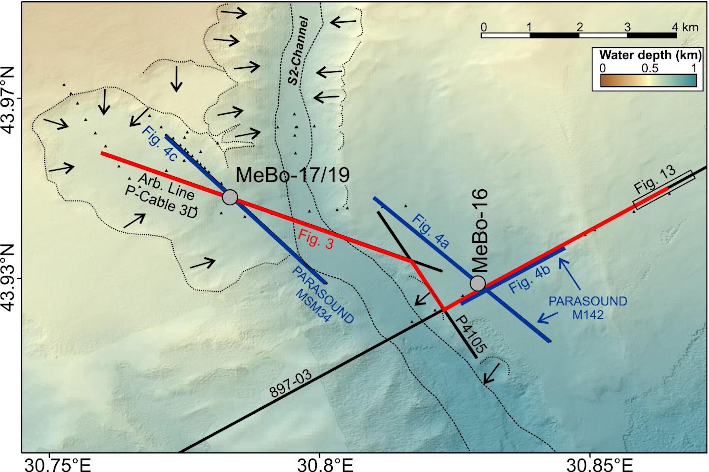 0 1 2 3 4 km
Water depth (km)
0 0.5 1
S2-Channel
43.97°N
Fig. 4c
MeBo-17/19
Arb. Line
P-Cable 3D
Fig. 13
MeBo-16
Fig. 4a
Fig. 3
43.93°N
Fig. 4b
PARASOUND
MSM34
PARASOUND
M142
P4105
897-03
30.75°E 30.8°E 30.85°E